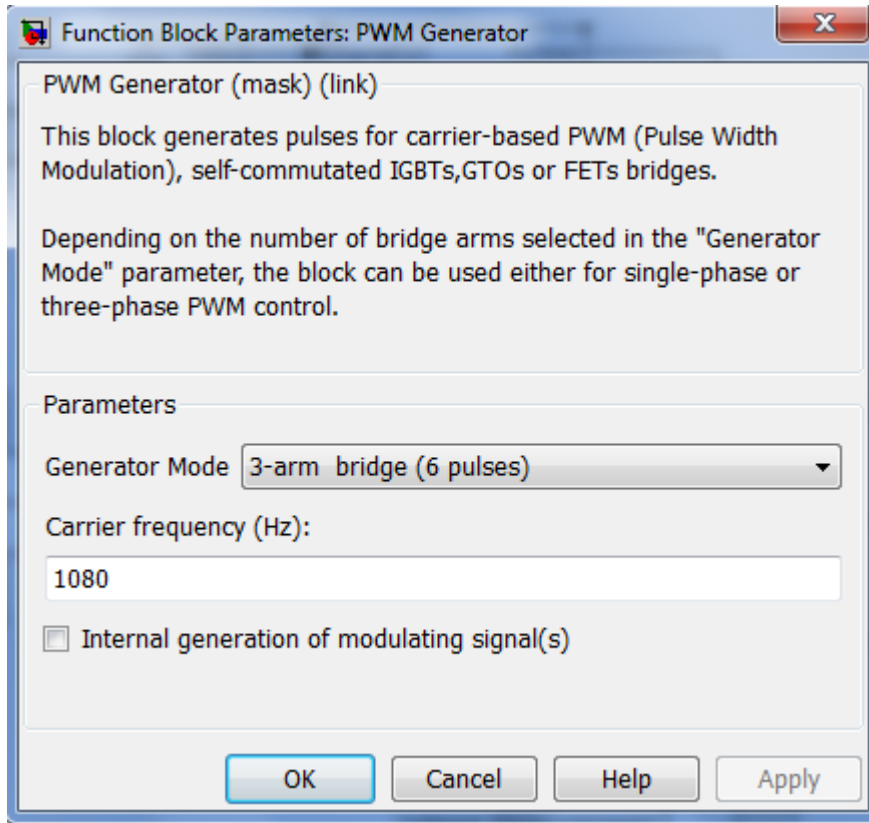 Function Block Parameters: PWM Generator
PWM Generator (mask) (link)
This block generates pulses for carrier-based PWM (Pulse Width
Modulation), self-commutated IGBTs,GTOs or FETs bridges.
Depending on the number of bridge arms selected in the "Generator
Mode" parameter, the block can be used either for single-phase or
three-phase PWM control.
Parameters
Generator Mode 3-arm  bridge (6 pulses)
Carrier frequency (Hz):
1080
Internal generation of modulating signal(s)
OK Cancel Help Apply